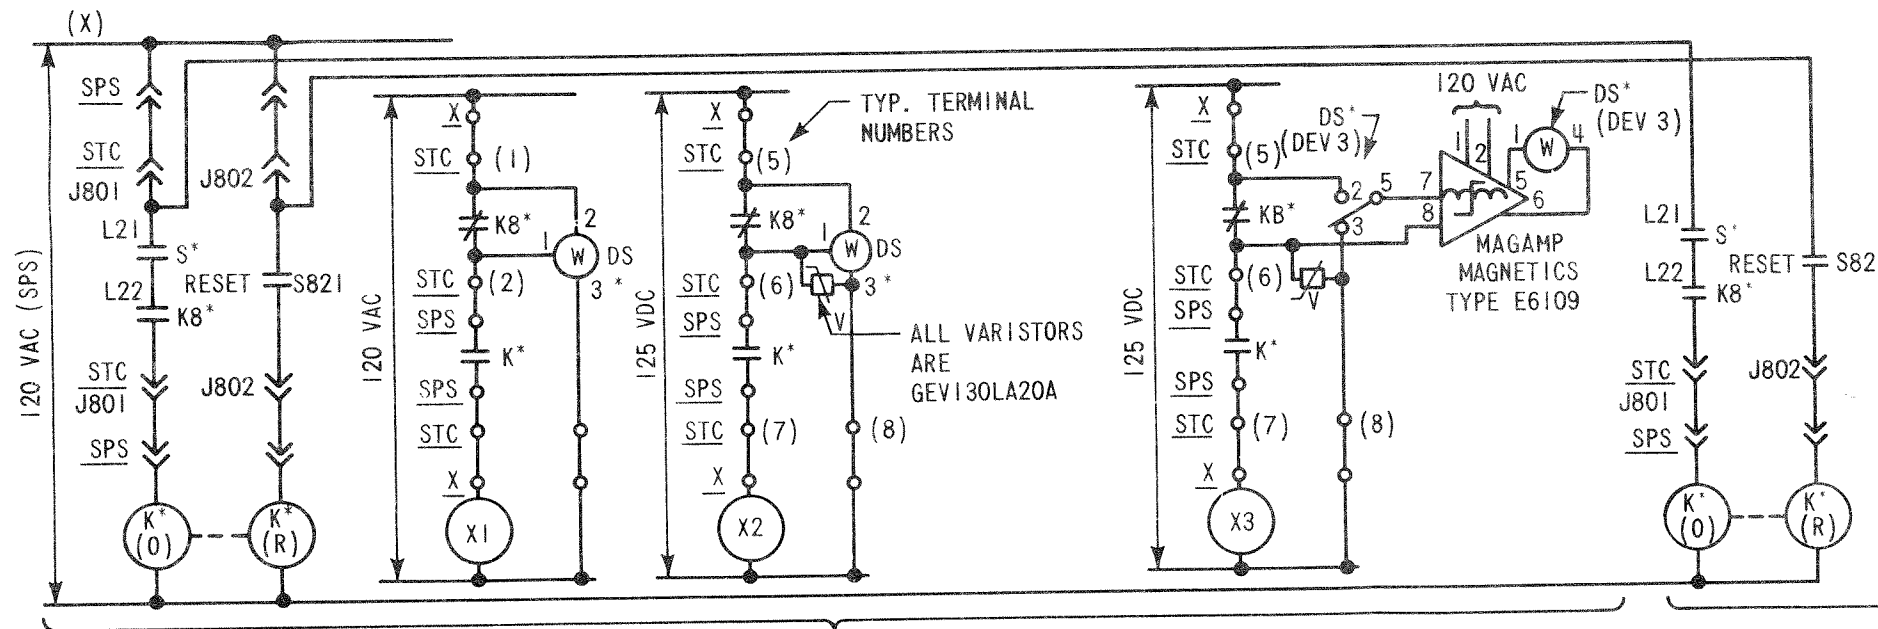 (X)
120 VAC (SPS)
SPS
STC
J801
L21
S*
L22
K8*
STC
J801
SPS
K*
(O)
J802
RESET
S821
J802
K*
(R)
120 VAC
X
STC
(1)
K8*
2
1
W
DS
3 *
STC
(2)
SPS
K*
SPS
STC
X
X1
125 VDC
X
STC
(5)
TYP. TERMINAL
NUMBERS
K8*
2
1
W
DS
3 *
STC
(6)
V
SPS
K*
ALL VARISTORS
ARE
GEV130LA20A
SPS
STC
(7)
(8)
X
X2
125 VDC
X
STC
(5)
DS*
(DEV 3)
KB*
2
5
3
7
8
120 VAC
1
2
5
6
1
W
4
DS*
(DEV 3)
MAGAMP
MAGNETICS
TYPE E6109
STC
(6)
V
SPS
K*
SPS
STC
(7)
(8)
X
X3
L21
S*
L22
K8*
RESET
S82
STC
J801
SPS
J802
K*
(O)
K*
(R)